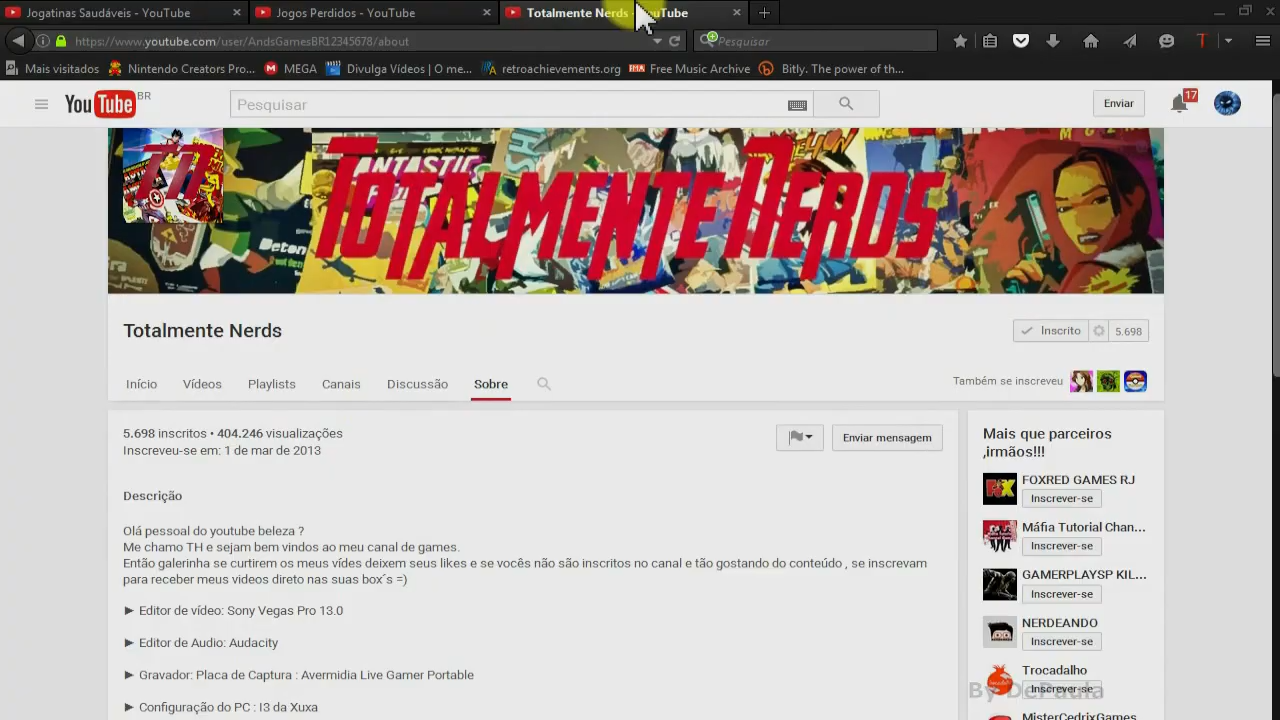 Jogatinas Saudáveis - YouTube
Jogos Perdidos - YouTube
Totalmente Nerds - YouTube
https://www.youtube.com/user/AndsGamesBR12345678/about
Pesquisar
Mais visitados
Nintendo Creators Pro...
MEGA
Divulga Vídeos | O me...
retroachievements.org
Free Music Archive
Bitly. The power of th...
YouTube BR
Pesquisar
Enviar
17
TN
FANTASTIC
TOTALMENTE NERDS
Totalmente Nerds
Inscrito
5.698
Início
Vídeos
Playlists
Canais
Discussão
Sobre
Também se inscreveu
5.698 inscritos • 404.246 visualizações
Inscreveu-se em: 1 de mar de 2013
Enviar mensagem
Descrição
Olá pessoal do youtube beleza ?
Me chamo TH e sejam bem vindos ao meu canal de games.
Então galerinha se curtirem os meus vídes deixem seus likes e se vocês não são inscritos no canal e tão gostando do conteúdo , se inscrevam
para receber meus videos direto nas suas box´s =)
► Editor de vídeo: Sony Vegas Pro 13.0
► Editor de Audio: Audacity
► Gravador: Placa de Captura : Avermidia Live Gamer Portable
► Configuração do PC : I3 da Xuxa
Mais que parceiros
,irmãos!!!
FOXRED GAMES RJ
Inscrever-se
Máfia Tutorial Chan...
Inscrever-se
GAMERPLAYSP KIL...
Inscrever-se
NERDEANDO
Inscrever-se
Trocadalho
Inscrever-se
MisterCedrixGames
By DePaula